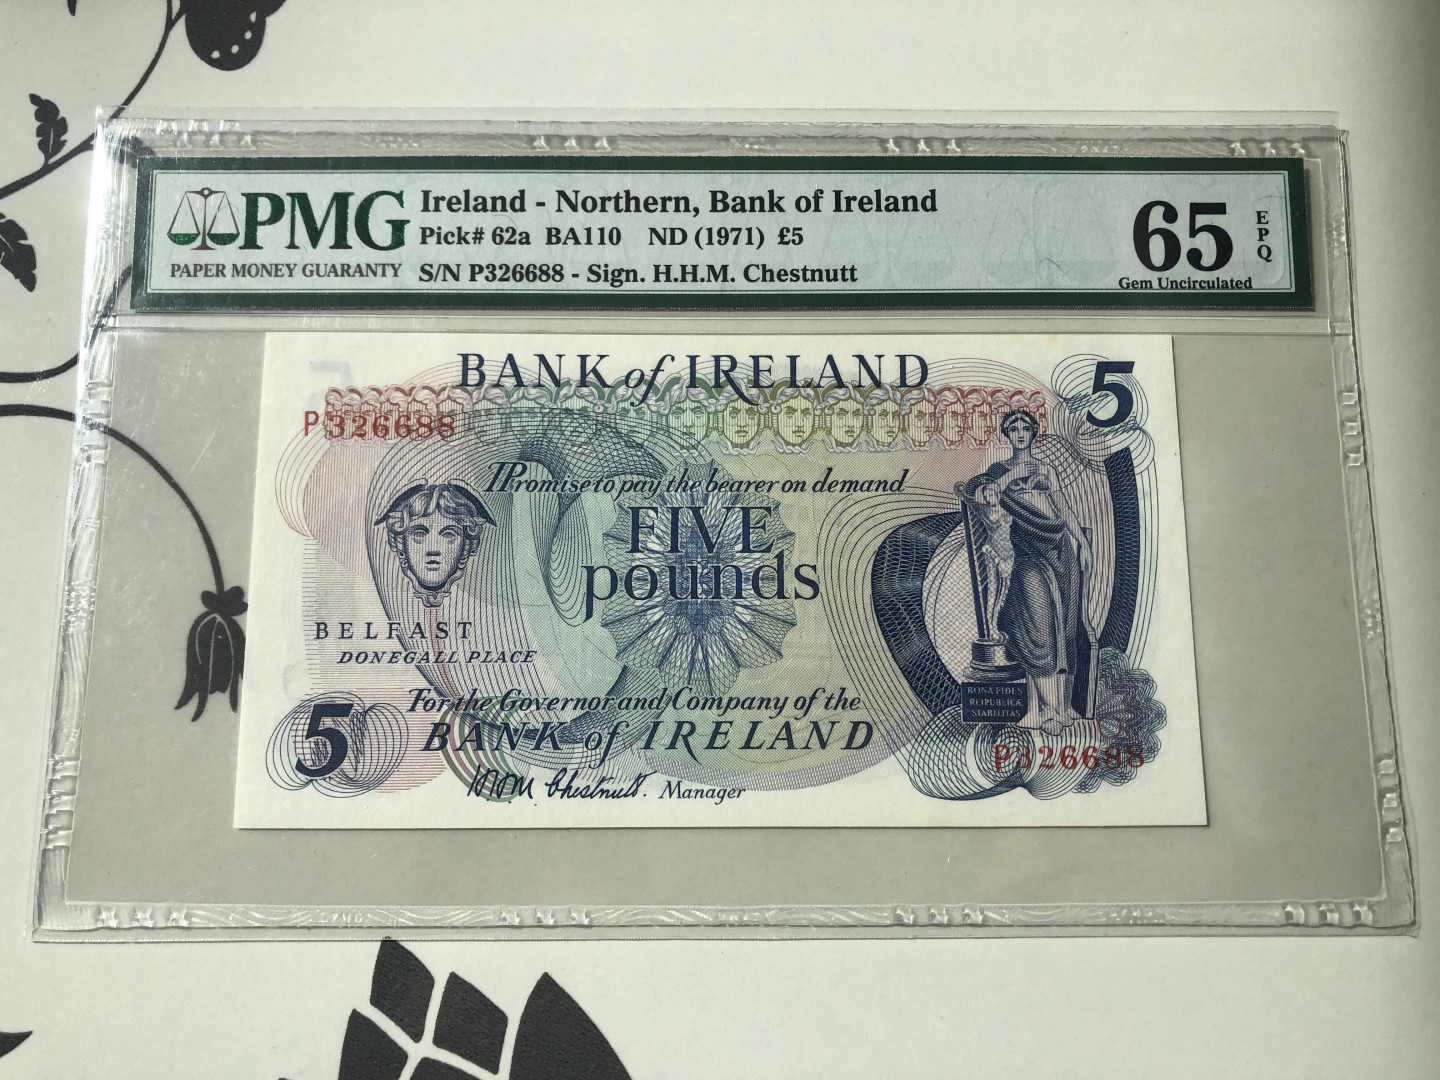 PMG
PAPER MONEY GUARANTY
Ireland - Northern, Bank of Ireland
Pick# 62a BA110 ND (1971) £5
S/N P326688 - Sign. H.H.M. Chestnutt
65
EPQ
Gem Uncirculated
BANK of IRELAND
5
P326688
I Promise to pay the bearer on demand
FIVE
pounds
BELFAST
DONEGALL PLACE
For the Governor and Company of the
BANK of IRELAND
5
HHM Chestnutt. Manager
BONA FIDES
REIPUBLICÆ
STABILITAS
P326688